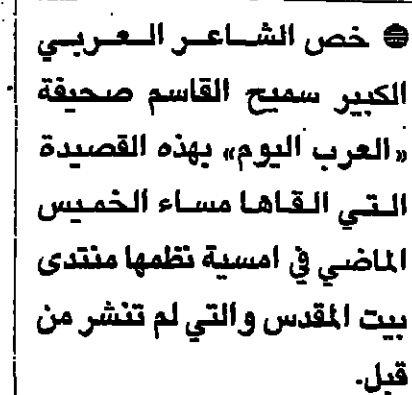 ● خص الشاعر العربي
الكبير سميح القاسم صحيفة
«العرب اليوم» بهذه القصيدة
التي القاها مساء الخميس
الماضي في امسية نظمها منتدى
بيت المقدس والتي لم تنشر من
قبل.